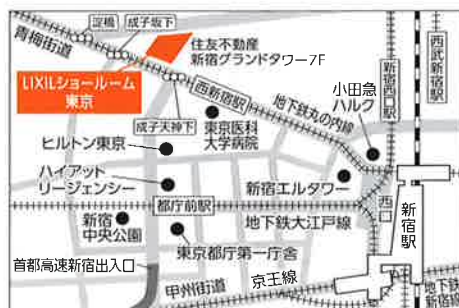 淀橋
成子坂下
青梅街道
住友不動産
新宿グランドタワー7F
LIXILショールーム
東京
西新宿駅
成子天神下
地下鉄丸の内線
小田急
ハルク
新宿西口駅
西武新宿駅
東京医科
大学病院
ヒルトン東京
ハイアット
リージェンシー
新宿エルタワー
西口
新宿駅
都庁前駅
地下鉄大江戸線
新宿
中央公園
東京都庁第一庁舎
首都高速新宿出入口
甲州街道
京王線